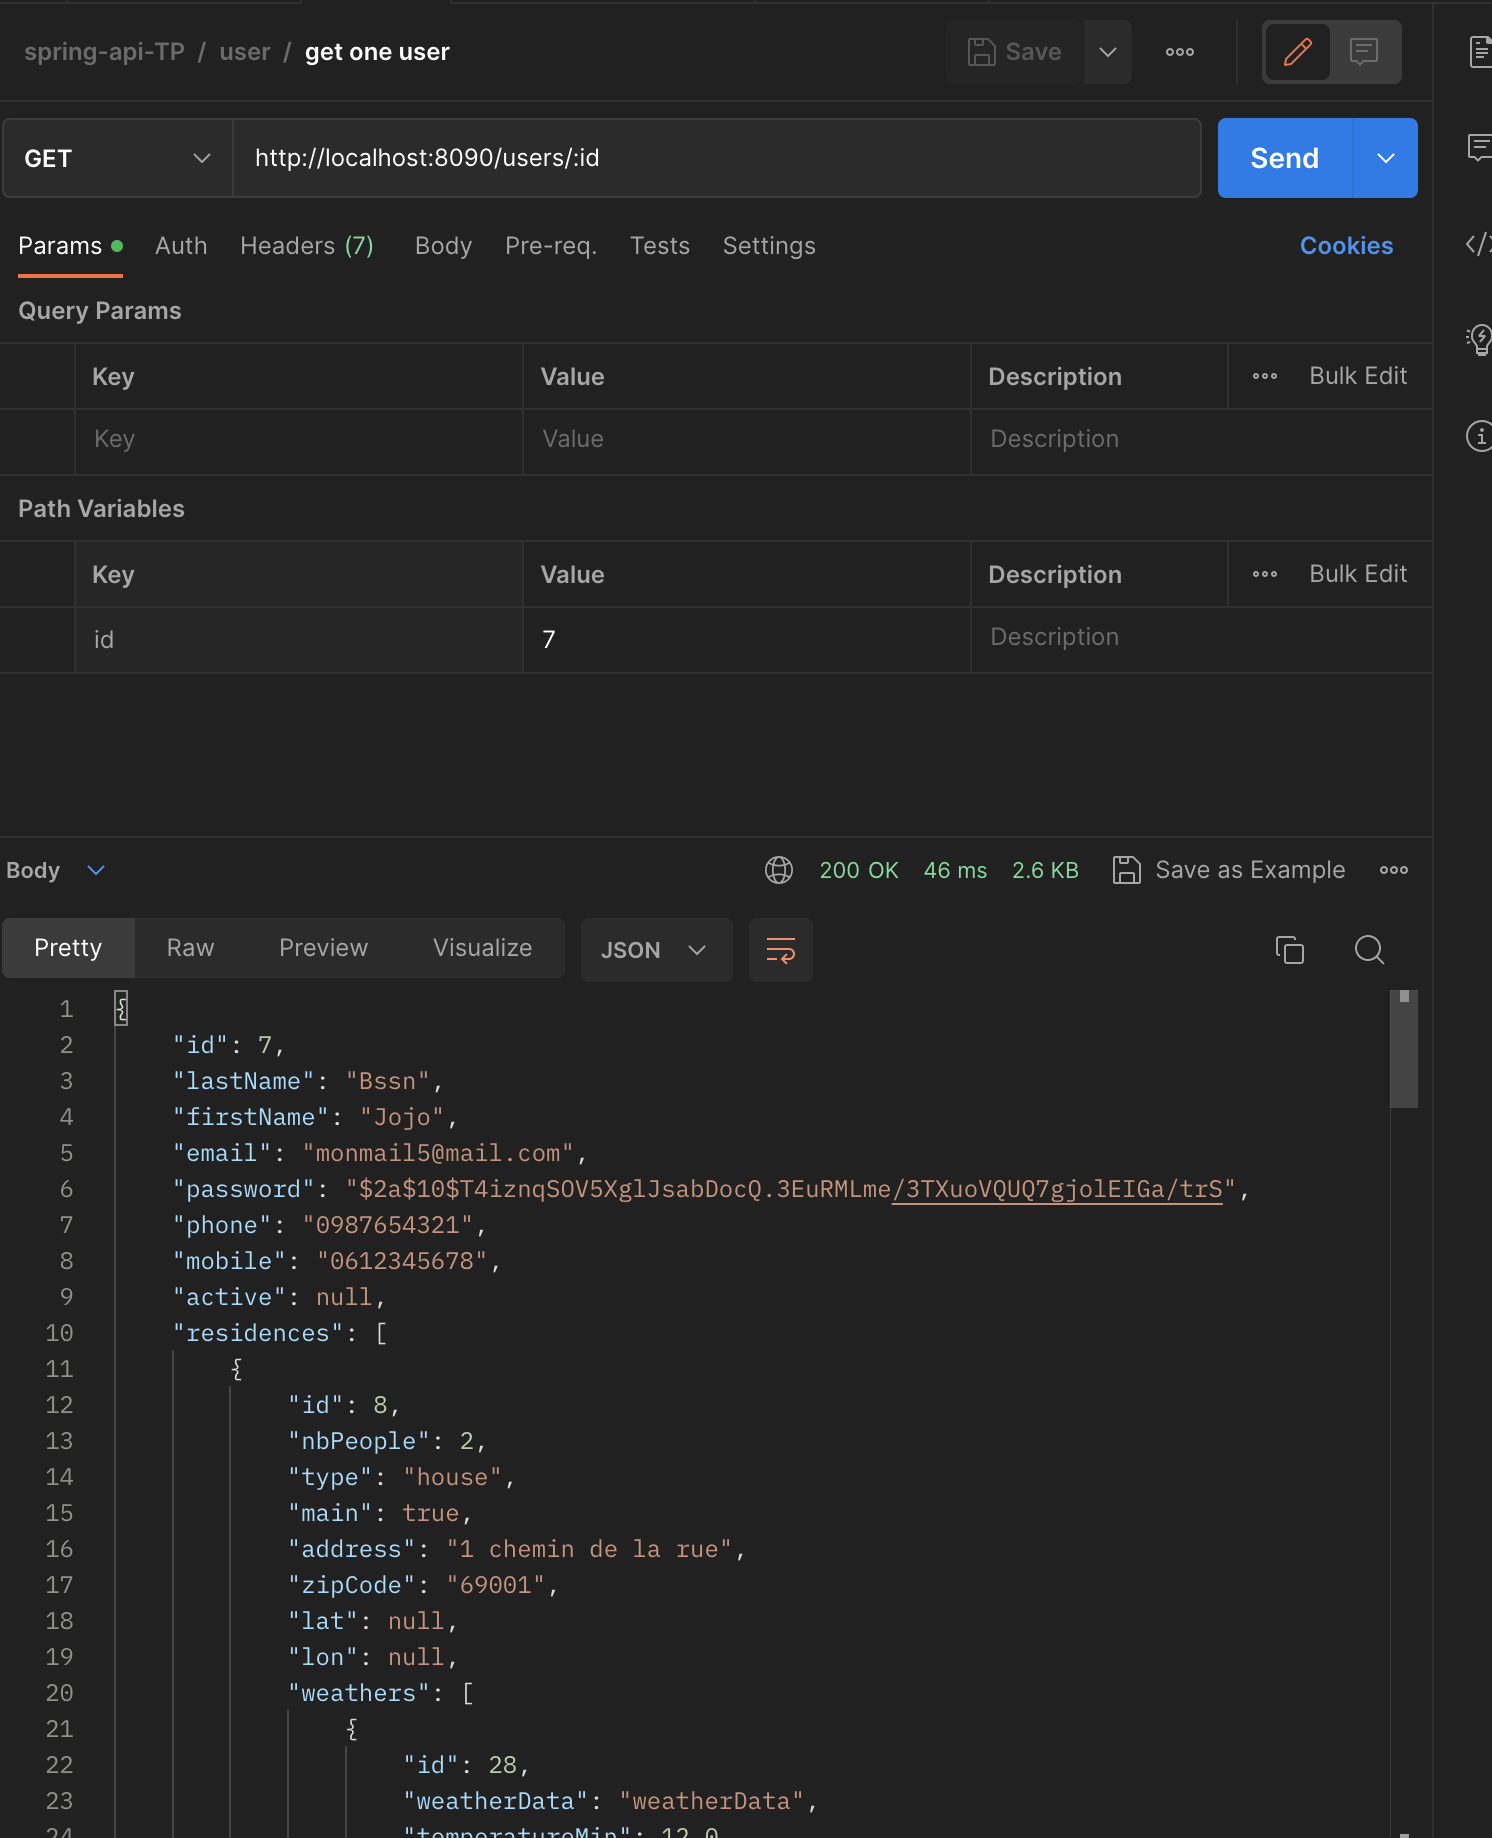 spring-api-TP / user / get one user
Save
GET http://localhost:8090/users/:id Send
Params Auth Headers (7) Body Pre-req. Tests Settings Cookies
Query Params
Key Value Description Bulk Edit
Key Value Description
Path Variables
Key Value Description Bulk Edit
id 7 Description
Body 200 OK 46 ms 2.6 KB Save as Example
Pretty Raw Preview Visualize JSON
1 {
2 "id": 7,
3 "lastName": "Bssn",
4 "firstName": "Jojo",
5 "email": "monmail5@mail.com",
6 "password": "$2a$10$T4iznqSOV5XglJsabDocQ.3EuRMLme/3TXuoVQUQ7gjolEIGa/trS",
7 "phone": "0987654321",
8 "mobile": "0612345678",
9 "active": null,
10 "residences": [
11 {
12 "id": 8,
13 "nbPeople": 2,
14 "type": "house",
15 "main": true,
16 "address": "1 chemin de la rue",
17 "zipCode": "69001",
18 "lat": null,
19 "lon": null,
20 "weathers": [
21 {
22 "id": 28,
23 "weatherData": "weatherData",
24 "temperatureMin": 12.0